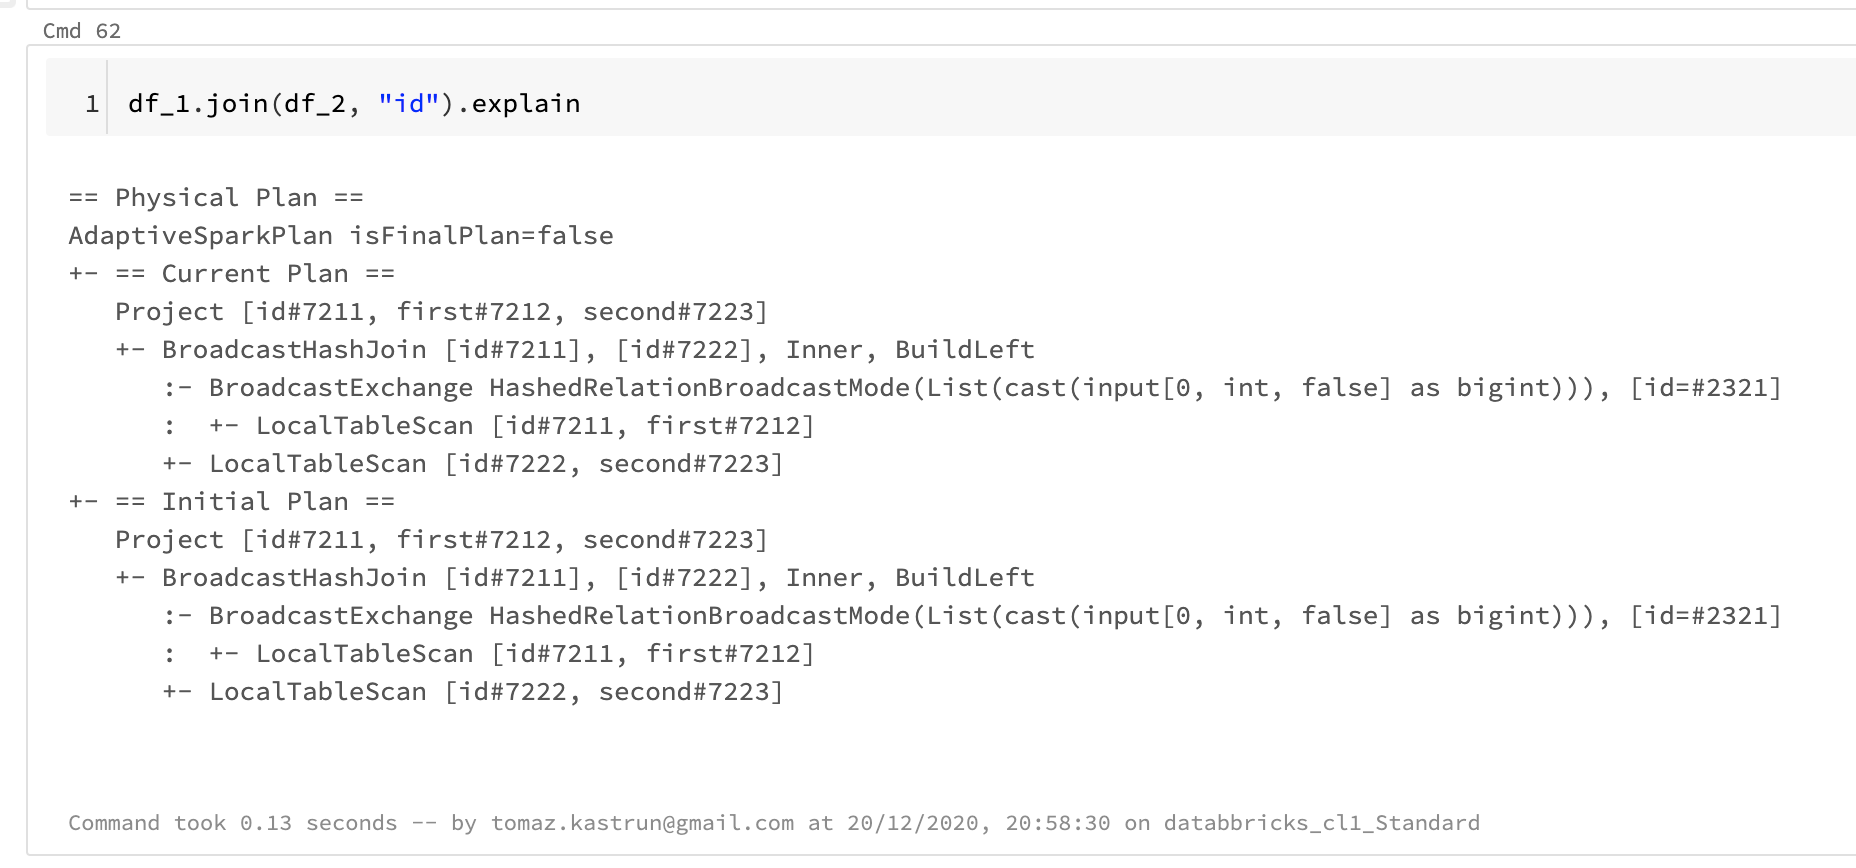 Cmd 62
1 df_1.join(df_2, "id").explain
== Physical Plan ==
AdaptiveSparkPlan isFinalPlan=false
+- == Current Plan ==
   Project [id#7211, first#7212, second#7223]
   +- BroadcastHashJoin [id#7211], [id#7222], Inner, BuildLeft
      :- BroadcastExchange HashedRelationBroadcastMode(List(cast(input[0, int, false] as bigint))), [id=#2321]
      :  +- LocalTableScan [id#7211, first#7212]
      +- LocalTableScan [id#7222, second#7223]
+- == Initial Plan ==
   Project [id#7211, first#7212, second#7223]
   +- BroadcastHashJoin [id#7211], [id#7222], Inner, BuildLeft
      :- BroadcastExchange HashedRelationBroadcastMode(List(cast(input[0, int, false] as bigint))), [id=#2321]
      :  +- LocalTableScan [id#7211, first#7212]
      +- LocalTableScan [id#7222, second#7223]
Command took 0.13 seconds -- by tomaz.kastrun@gmail.com at 20/12/2020, 20:58:30 on databbricks_cl1_Standard